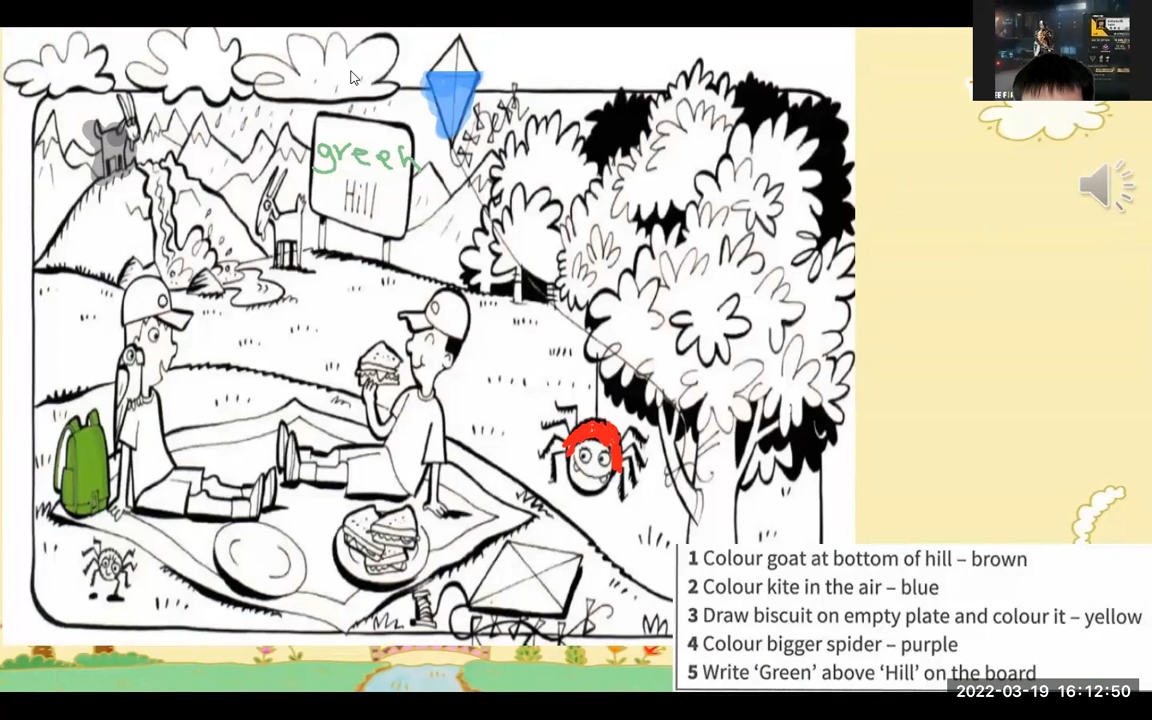 green
Hill
1 Colour goat at bottom of hill – brown
2 Colour kite in the air – blue
3 Draw biscuit on empty plate and colour it – yellow
4 Colour bigger spider – purple
5 Write ‘Green’ above ‘Hill’ on the board
2022-03-19 16:12:50